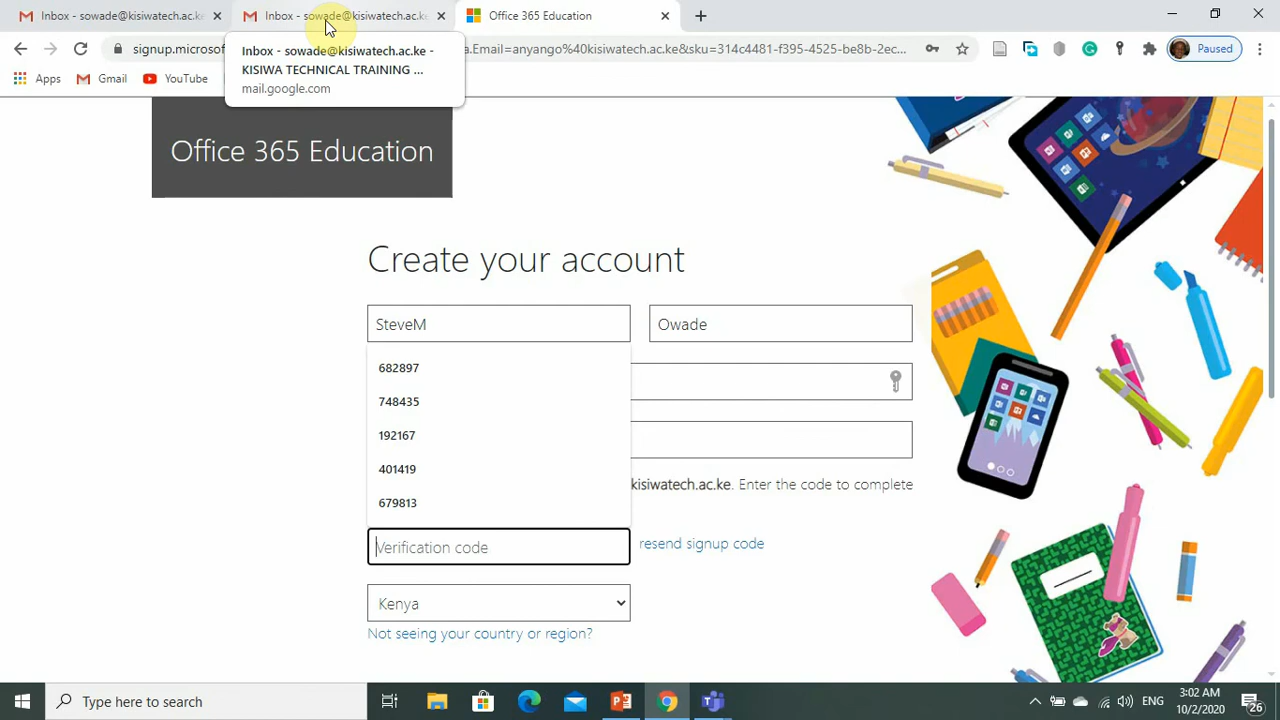 Inbox - sowade@kisiwatech.ac.ke
Inbox - sowade@kisiwatech.ac.ke
Office 365 Education
signup.microsof
a.Email=anyango%40kisiwatech.ac.ke&sku=314c4481-f395-4525-be8b-2ec...
Paused
Apps
Gmail
YouTube
Inbox - sowade@kisiwatech.ac.ke -
KISIWA TECHNICAL TRAINING ...
mail.google.com
Office 365 Education
Create your account
SteveM
Owade
682897
748435
192167
401419
679813
kisiwatech.ac.ke. Enter the code to complete
Verification code
resend signup code
Kenya
Not seeing your country or region?
Type here to search
ENG
3:02 AM
10/2/2020
26